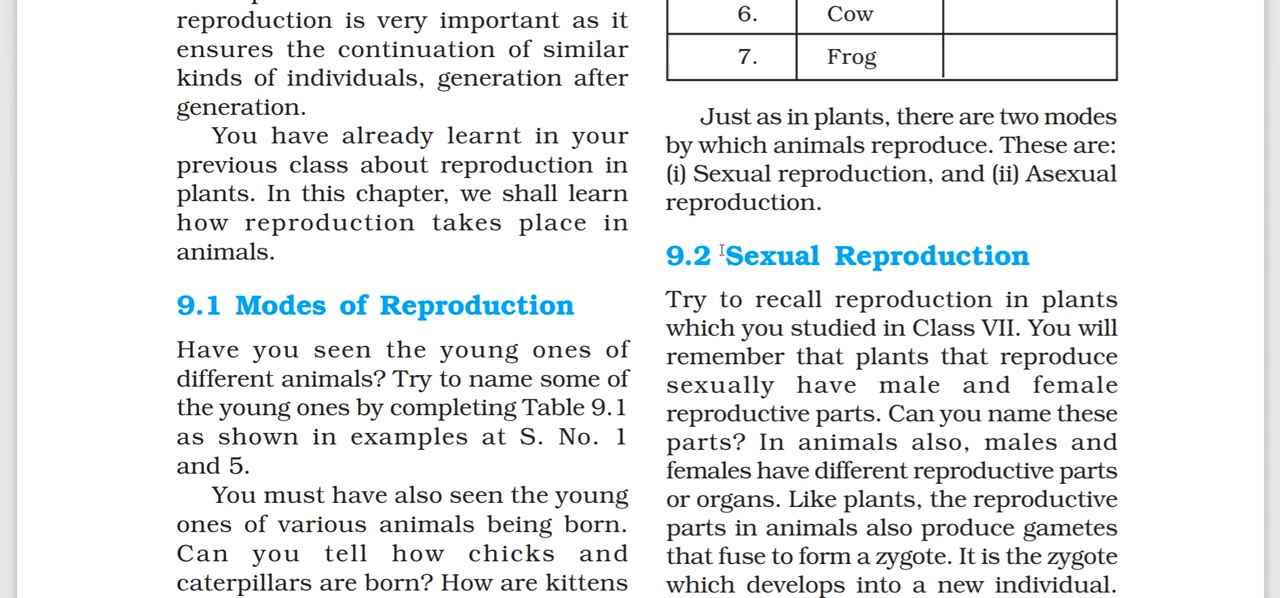 reproduction is very important as it
ensures the continuation of similar
kinds of individuals, generation after
generation.
You have already learnt in your
previous class about reproduction in
plants. In this chapter, we shall learn
how reproduction takes place in
animals.
9.1 Modes of Reproduction
Have you seen the young ones of
different animals? Try to name some of
the young ones by completing Table 9.1
as shown in examples at S. No. 1
and 5.
You must have also seen the young
ones of various animals being born.
Can you tell how chicks and
caterpillars are born? How are kittens
6. Cow
7. Frog
Just as in plants, there are two modes
by which animals reproduce. These are:
(i) Sexual reproduction, and (ii) Asexual
reproduction.
9.2 Sexual Reproduction
Try to recall reproduction in plants
which you studied in Class VII. You will
remember that plants that reproduce
sexually have male and female
reproductive parts. Can you name these
parts? In animals also, males and
females have different reproductive parts
or organs. Like plants, the reproductive
parts in animals also produce gametes
that fuse to form a zygote. It is the zygote
which develops into a new individual.